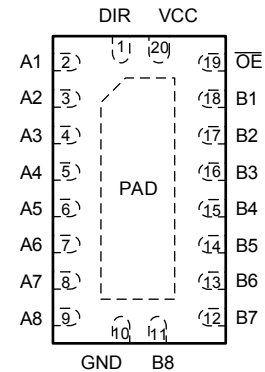 DIR VCC
1 20
A1 2 19 O̅E̅
A2 3 18 B1
A3 4 17 B2
A4 5 16 B3
PAD
A5 6 15 B4
A6 7 14 B5
A7 8 13 B6
A8 9 12 B7
10 11
GND B8